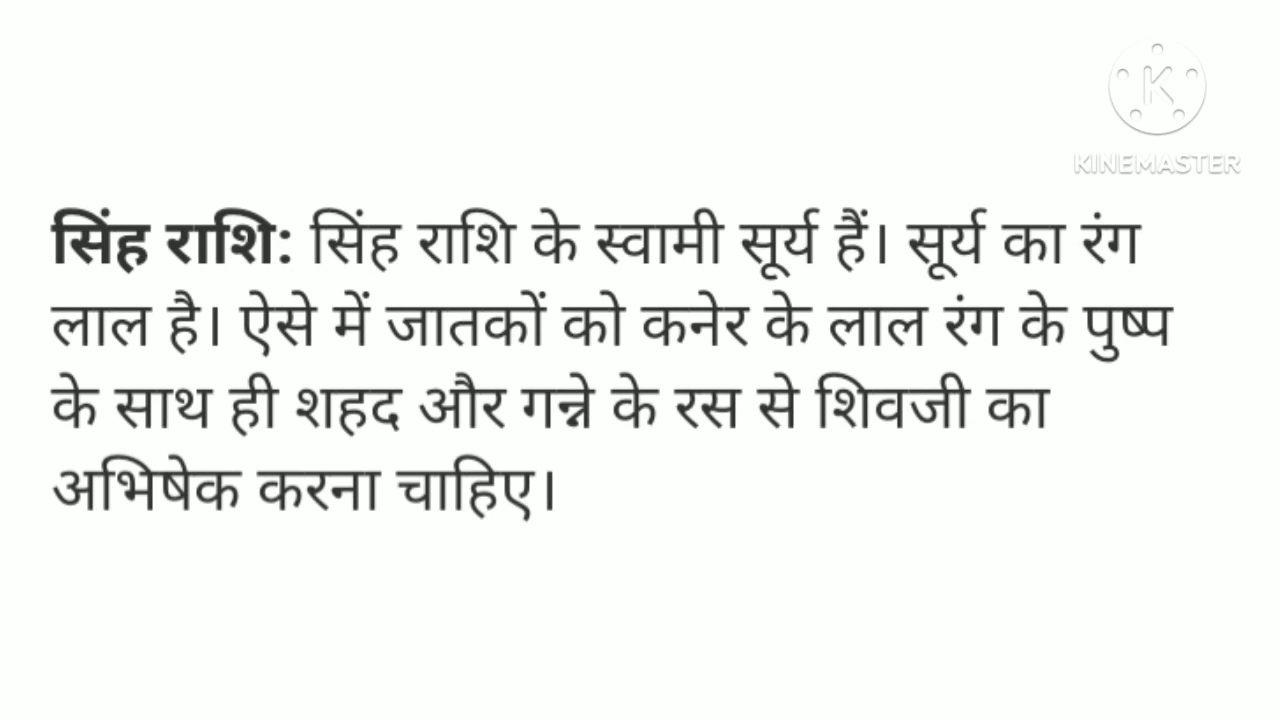 KINEMASTER
सिंह राशि: सिंह राशि के स्वामी सूर्य हैं। सूर्य का रंग
लाल है। ऐसे में जातकों को कनेर के लाल रंग के पुष्प
के साथ ही शहद और गन्ने के रस से शिवजी का
अभिषेक करना चाहिए।